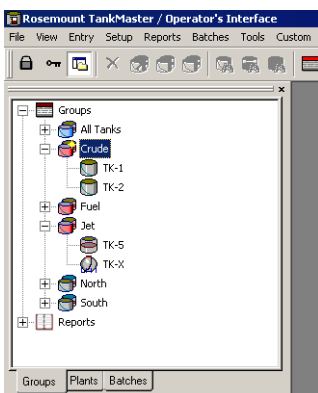 Rosemount TankMaster / Operator's Interface
File View Entry Setup Reports Batches Tools Custom
Groups
All Tanks
Crude
TK-1
TK-2
Fuel
Jet
TK-5
TK-X
North
South
Reports
Groups Plants Batches